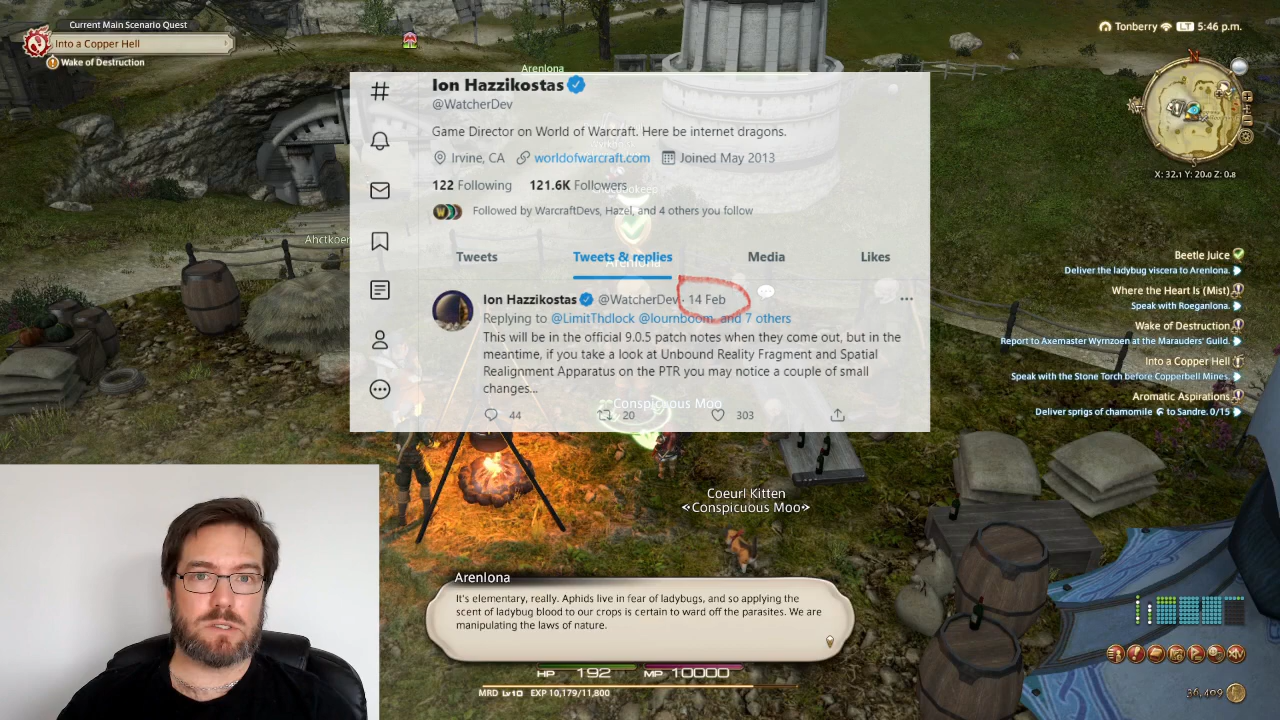 Current Main Scenario Quest
Into a Copper Hell
Wake of Destruction
Tonberry LT 5:46 p.m.
N
X: 32.1 Y: 20.0 Z: 0.8
Arenlona
Ion Hazzikostas
@WatcherDev
Game Director on World of Warcraft. Here be internet dragons.
Irvine, CA worldofwarcraft.com Joined May 2013
122 Following 121.6K Followers
Followed by WarcraftDevs, Hazel, and 4 others you follow
Tweets Tweets & replies Media Likes
Arenlona
Ion Hazzikostas @WatcherDev · 14 Feb
Replying to @LimitThdlock @lournboom and 7 others
This will be in the official 9.0.5 patch notes when they come out, but in the
meantime, if you take a look at Unbound Reality Fragment and Spatial
Realignment Apparatus on the PTR you may notice a couple of small
changes...
Conspicuous Moo
44 20 303
Beetle Juice
Deliver the ladybug viscera to Arenlona.
Where the Heart Is (Mist)
Speak with Roeganlona.
Wake of Destruction
Report to Axemaster Wyrnzoen at the Marauders' Guild.
Into a Copper Hell
Speak with the Stone Torch before Copperbell Mines.
Aromatic Aspirations
Deliver sprigs of chamomile to Sandre. 0/15
Coeurl Kitten
«Conspicuous Moo»
Arenlona
It's elementary, really. Aphids live in fear of ladybugs, and so applying the
scent of ladybug blood to our crops is certain to ward off the parasites. We are
manipulating the laws of nature.
HP 192 MP 10000
MRD Lv10 EXP 10,179/11,800
36,409